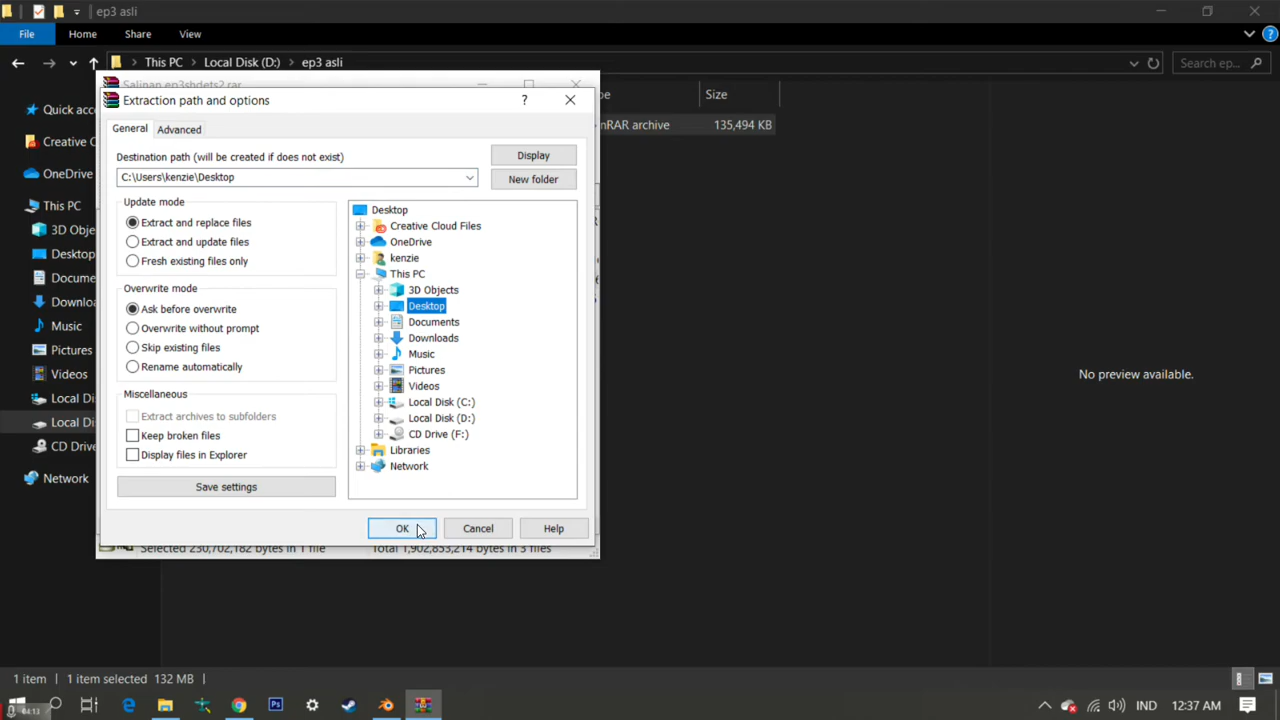 ep3 asli
File Home Share View
This PC Local Disk (D:) ep3 asli Search ep...
Salinan ep3sbdets2.rar
Extraction path and options ?
Size
Quick acc
General Advanced
Creative C
nRAR archive 135,494 KB
Destination path (will be created if does not exist) Display
C:\Users\kenzie\Desktop New folder
OneDrive
This PC
3D Obje
Desktop
Docume
Downloa
Music
Pictures
Videos
Local Di
Local Di
CD Drive
Network
Update mode
Extract and replace files
Extract and update files
Fresh existing files only
Overwrite mode
Ask before overwrite
Overwrite without prompt
Skip existing files
Rename automatically
Miscellaneous
Extract archives to subfolders
Keep broken files
Display files in Explorer
Save settings
Desktop
Creative Cloud Files
OneDrive
kenzie
This PC
3D Objects
Desktop
Documents
Downloads
Music
Pictures
Videos
Local Disk (C:)
Local Disk (D:)
CD Drive (F:)
Libraries
Network
No preview available.
OK Cancel Help
Selected 230,702,182 bytes in 1 file Total 1,902,853,214 bytes in 3 files
1 item 1 item selected 132 MB
04:13 IND 12:37 AM